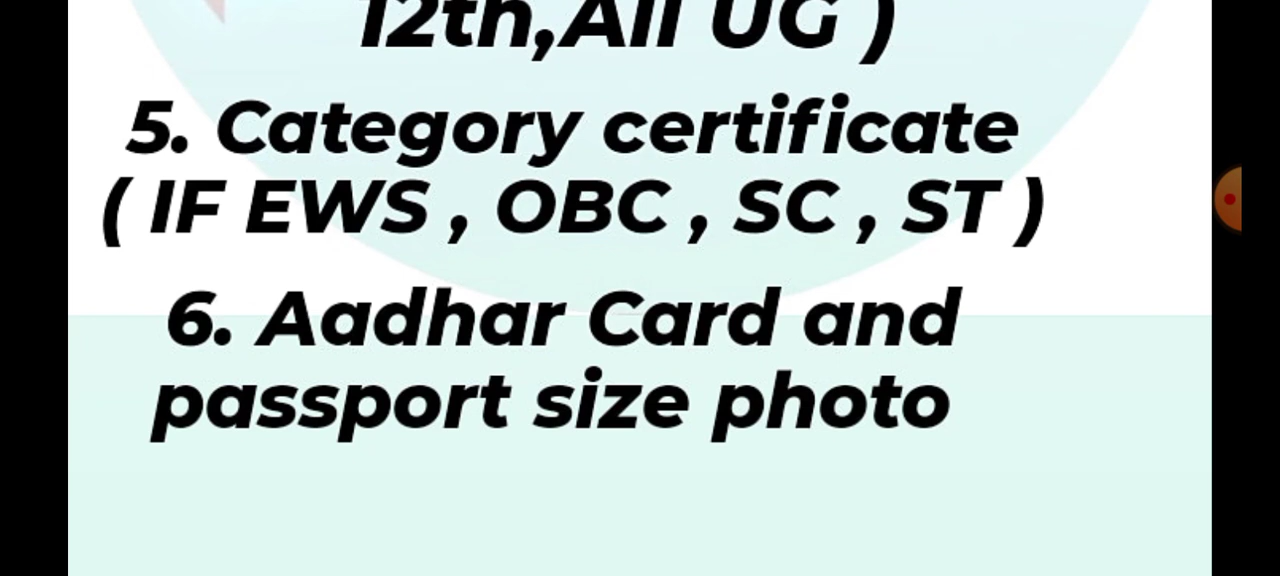 12th,All UG )
5. Category certificate
( IF EWS , OBC , SC , ST )
6. Aadhar Card and
passport size photo